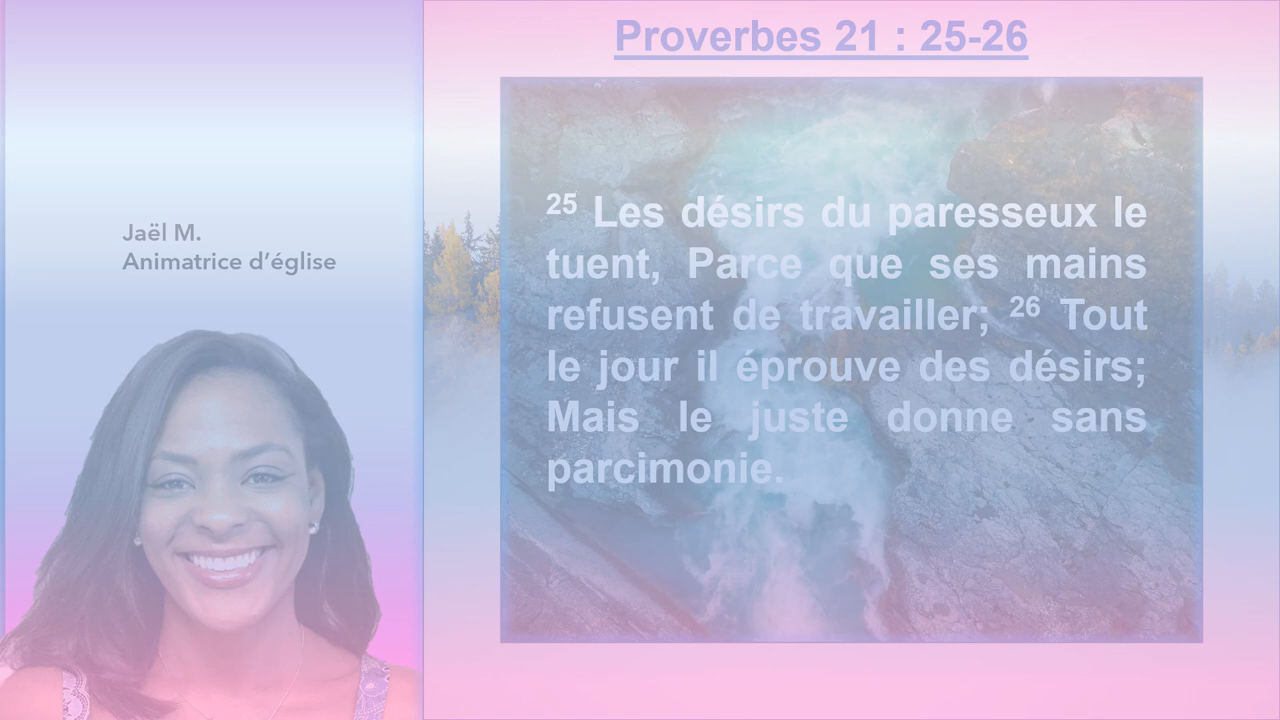 Proverbes 21 : 25-26
25 Les désirs du paresseux le
tuent, Parce que ses mains
refusent de travailler; 26 Tout
le jour il éprouve des désirs;
Mais le juste donne sans
parcimonie.
Jaël M.
Animatrice d’église